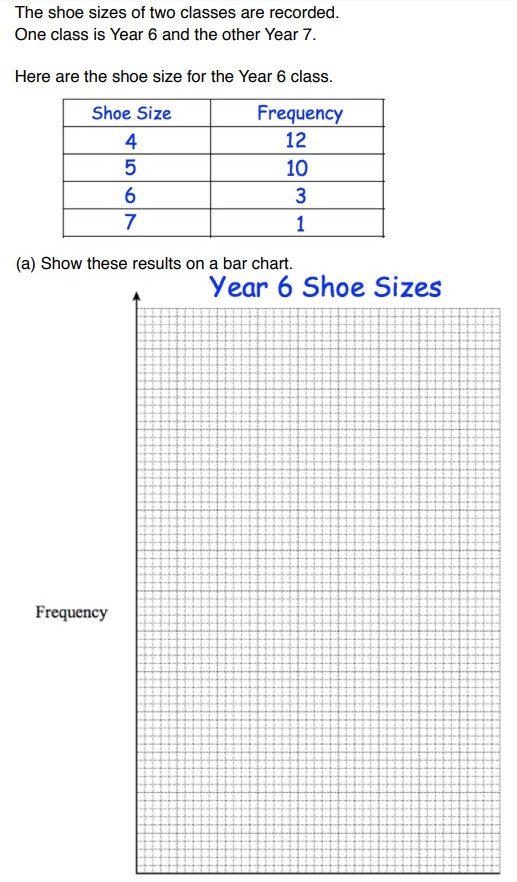 The shoe sizes of two classes are recorded.
One class is Year 6 and the other Year 7.
Here are the shoe size for the Year 6 class.
Shoe Size Frequency
4 12
5 10
6 3
7 1
(a) Show these results on a bar chart.
Year 6 Shoe Sizes
Frequency